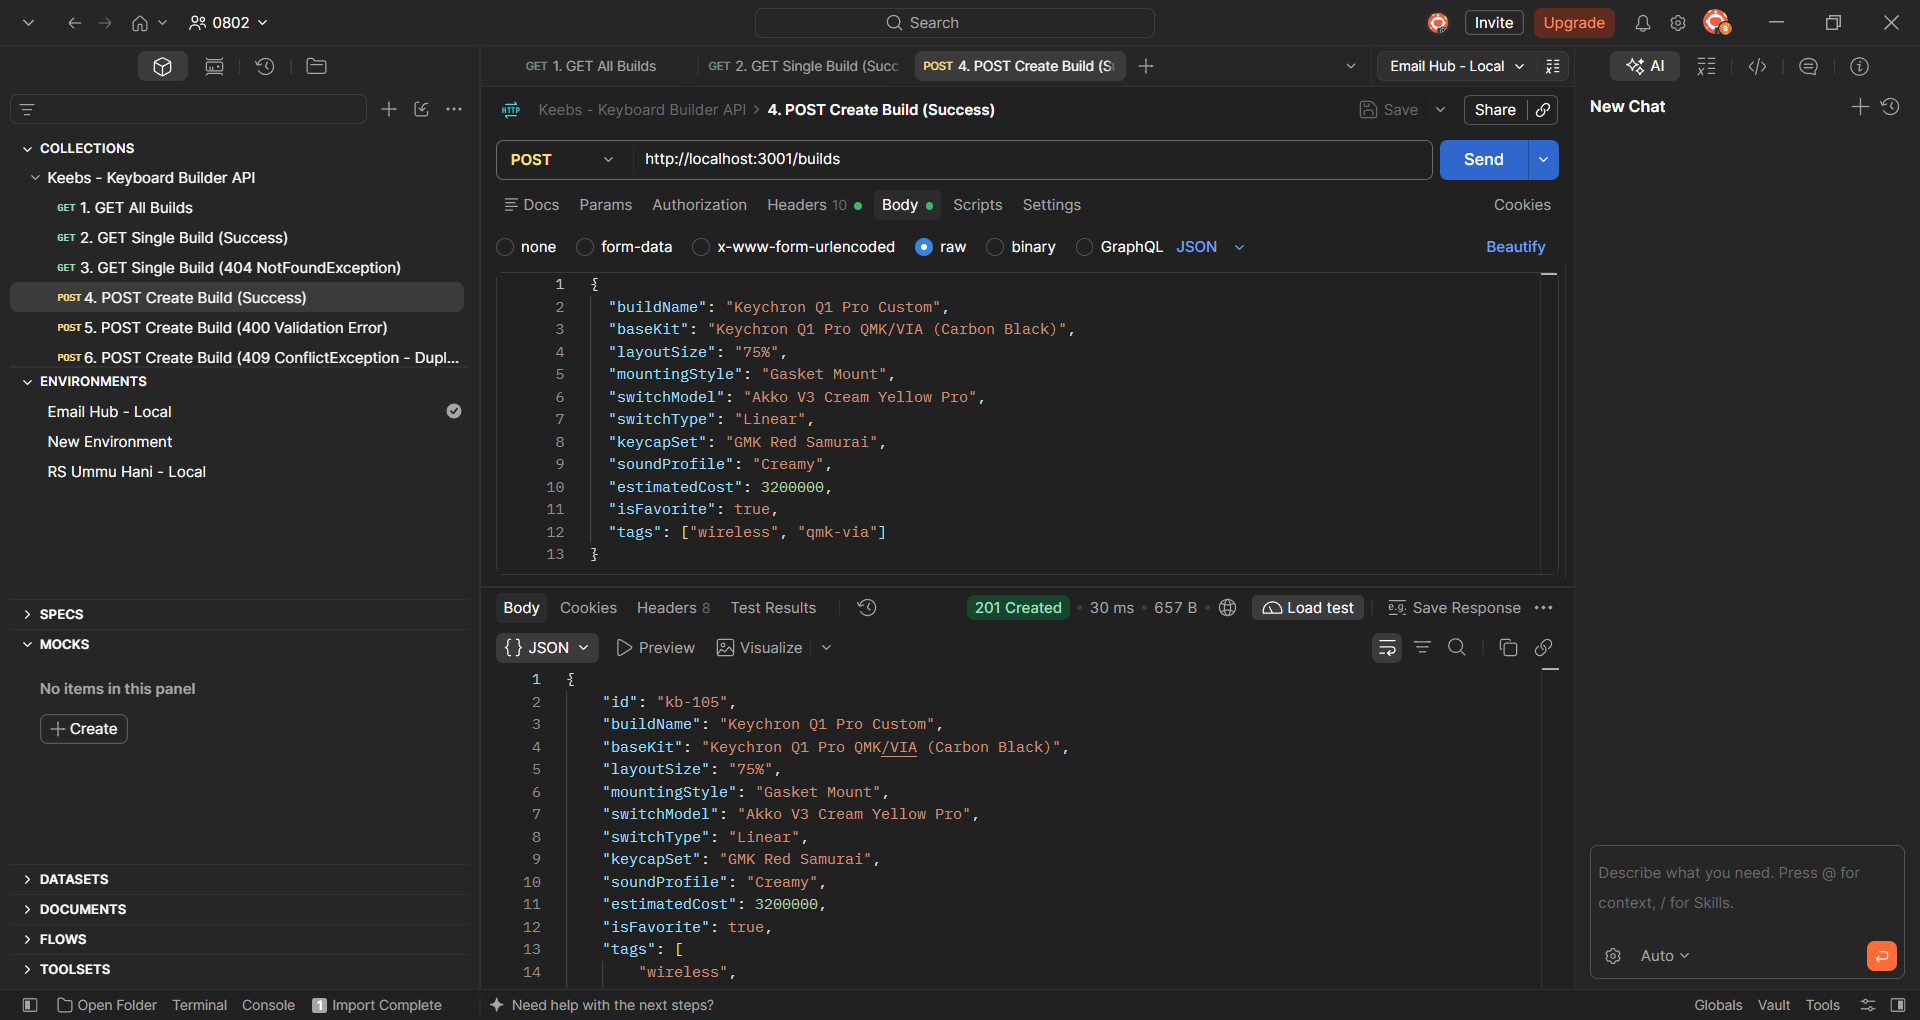 0802
Search
Invite
Upgrade
GET 1. GET All Builds
GET 2. GET Single Build (Succ
POST 4. POST Create Build (S
Email Hub - Local
AI
HTTP Keebs - Keyboard Builder API > 4. POST Create Build (Success)
Save
Share
New Chat
COLLECTIONS
Keebs - Keyboard Builder API
GET 1. GET All Builds
GET 2. GET Single Build (Success)
GET 3. GET Single Build (404 NotFoundException)
POST 4. POST Create Build (Success)
POST 5. POST Create Build (400 Validation Error)
POST 6. POST Create Build (409 ConflictException - Dupl...
ENVIRONMENTS
Email Hub - Local
New Environment
RS Ummu Hani - Local
SPECS
MOCKS
No items in this panel
Create
DATASETS
DOCUMENTS
FLOWS
TOOLSETS
POST
http://localhost:3001/builds
Send
Docs Params Authorization Headers 10 Body Scripts Settings Cookies
none form-data x-www-form-urlencoded raw binary GraphQL JSON Beautify
1 {
2 "buildName": "Keychron Q1 Pro Custom",
3 "baseKit": "Keychron Q1 Pro QMK/VIA (Carbon Black)",
4 "layoutSize": "75%",
5 "mountingStyle": "Gasket Mount",
6 "switchModel": "Akko V3 Cream Yellow Pro",
7 "switchType": "Linear",
8 "keycapSet": "GMK Red Samurai",
9 "soundProfile": "Creamy",
10 "estimatedCost": 3200000,
11 "isFavorite": true,
12 "tags": ["wireless", "qmk-via"]
13 }
Body Cookies Headers 8 Test Results
201 Created • 30 ms • 657 B
Load test
e.g. Save Response
{} JSON
Preview
Visualize
1 {
2 "id": "kb-105",
3 "buildName": "Keychron Q1 Pro Custom",
4 "baseKit": "Keychron Q1 Pro QMK/VIA (Carbon Black)",
5 "layoutSize": "75%",
6 "mountingStyle": "Gasket Mount",
7 "switchModel": "Akko V3 Cream Yellow Pro",
8 "switchType": "Linear",
9 "keycapSet": "GMK Red Samurai",
10 "soundProfile": "Creamy",
11 "estimatedCost": 3200000,
12 "isFavorite": true,
13 "tags": [
14 "wireless",
Describe what you need. Press @ for
context, / for Skills.
Auto
Open Folder Terminal Console 1 Import Complete
Need help with the next steps?
Globals Vault Tools